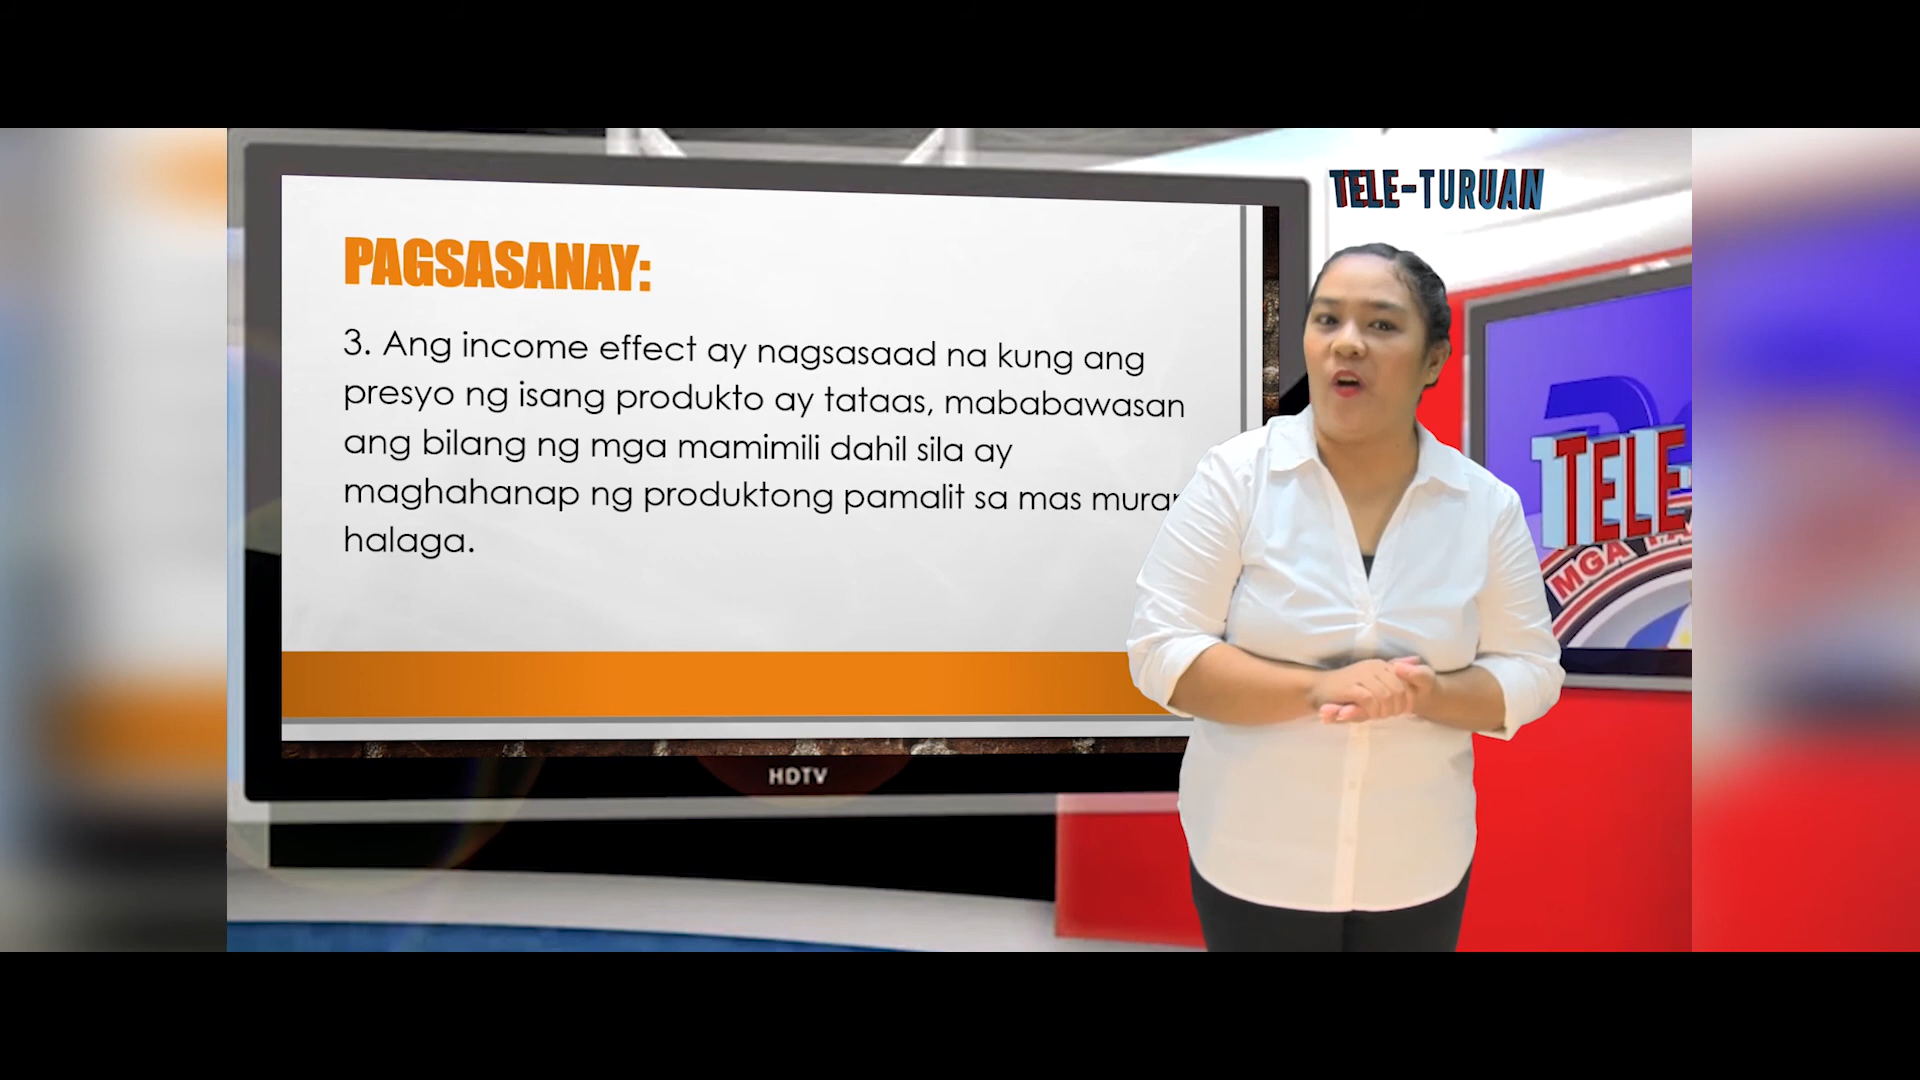 TELE-TURUAN
PAGSASANAY:
3. Ang income effect ay nagsasaad na kung ang
presyo ng isang produkto ay tataas, mababawasan
ang bilang ng mga mamimili dahil sila ay
maghahanap ng produktong pamalit sa mas
halaga.
HDTV
TELE
MGA